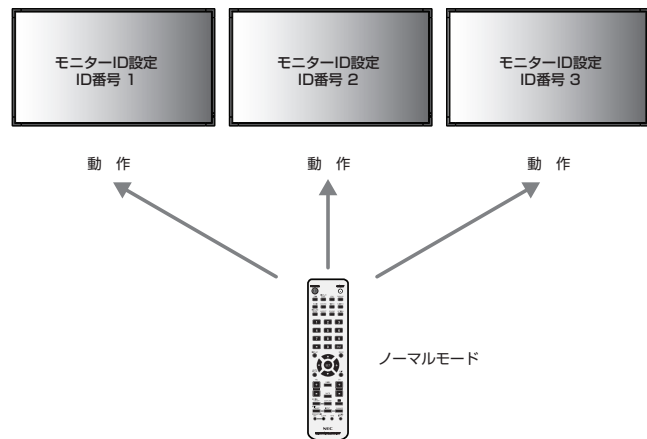 モニターID設定
ID番号 1
モニターID設定
ID番号 2
モニターID設定
ID番号 3
動　作
動　作
動　作
ノーマルモード
NEC